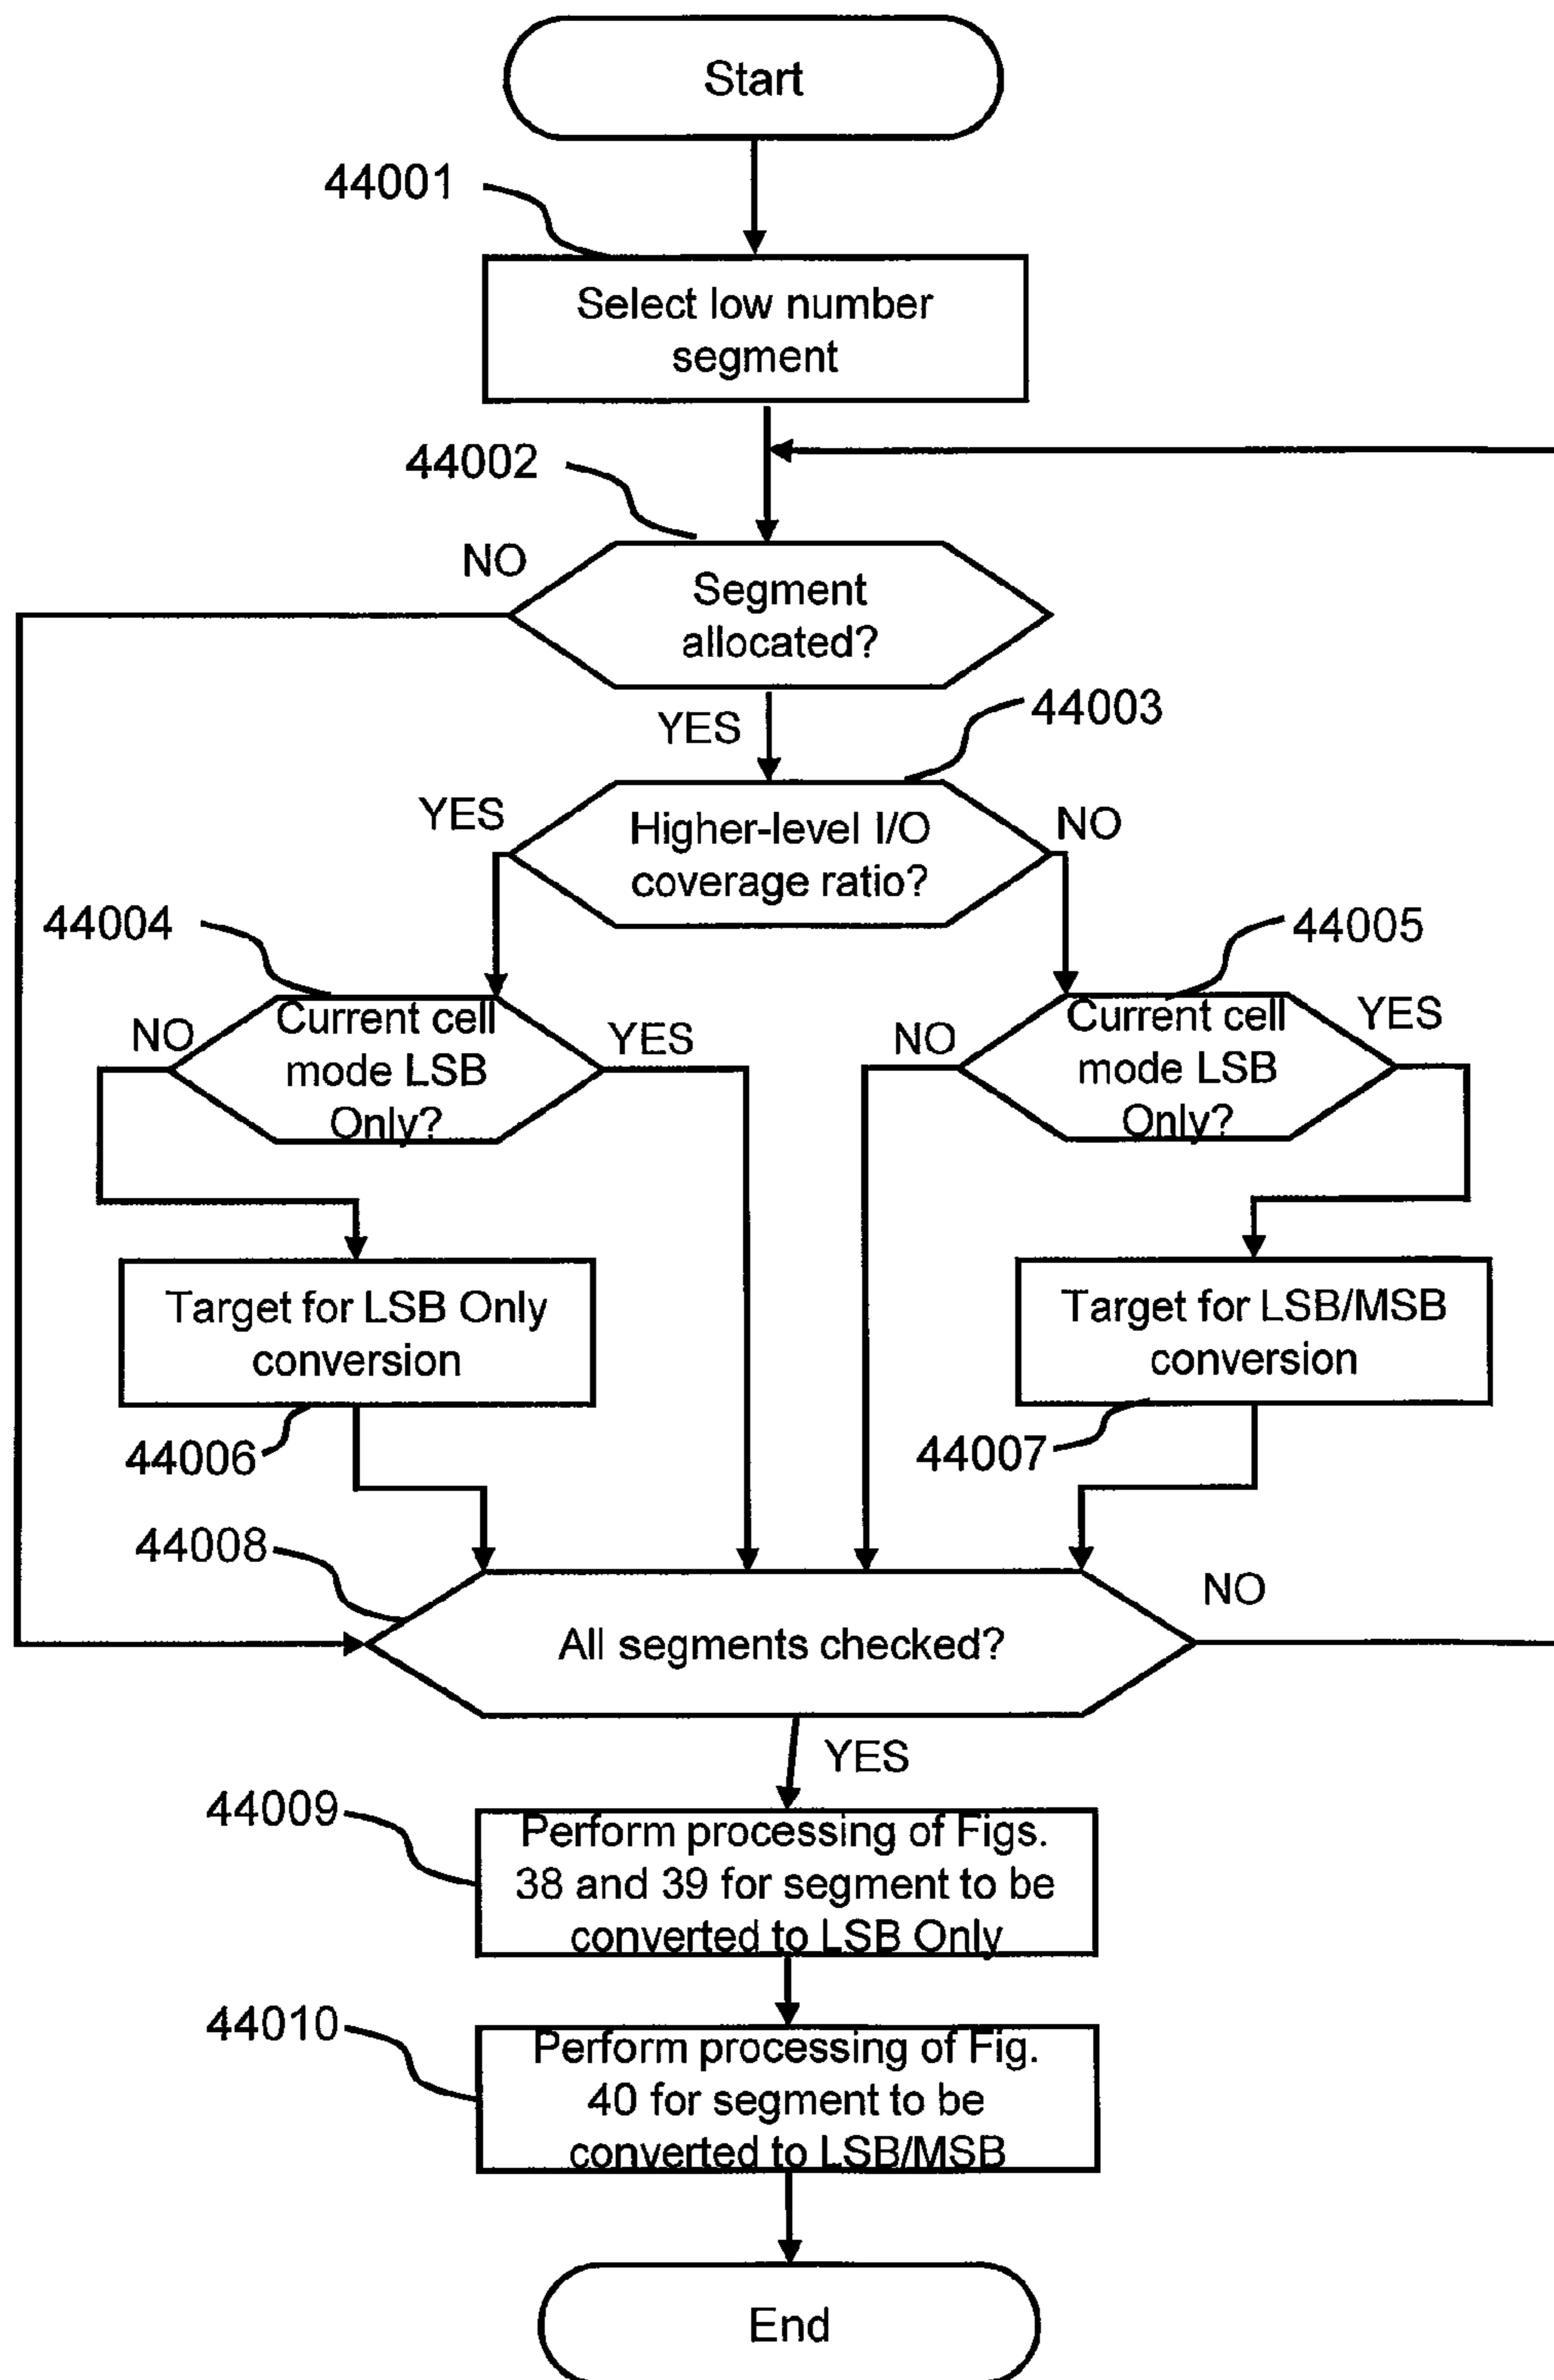 Start
44001
Select low number
segment
44002
NO
Segment
allocated?
YES
44003
YES
Higher-level I/O
coverage ratio?
NO
44004
44005
NO
Current cell
mode LSB
Only?
YES
NO
Current cell
mode LSB
Only?
YES
Target for LSB Only
conversion
Target for LSB/MSB
conversion
44006
44007
44008
NO
All segments checked?
YES
44009
Perform processing of Figs.
38 and 39 for segment to be
converted to LSB Only
44010
Perform processing of Fig.
40 for segment to be
converted to LSB/MSB
End